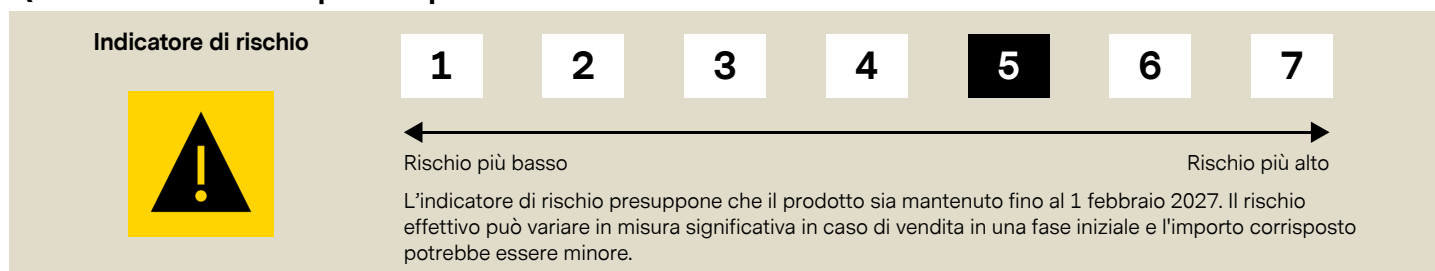 Indicatore di rischio
1 2 3 4 5 6 7
Rischio più basso Rischio più alto
L'indicatore di rischio presuppone che il prodotto sia mantenuto fino al 1 febbraio 2027. Il rischio
effettivo può variare in misura significativa in caso di vendita in una fase iniziale e l'importo corrisposto
potrebbe essere minore.